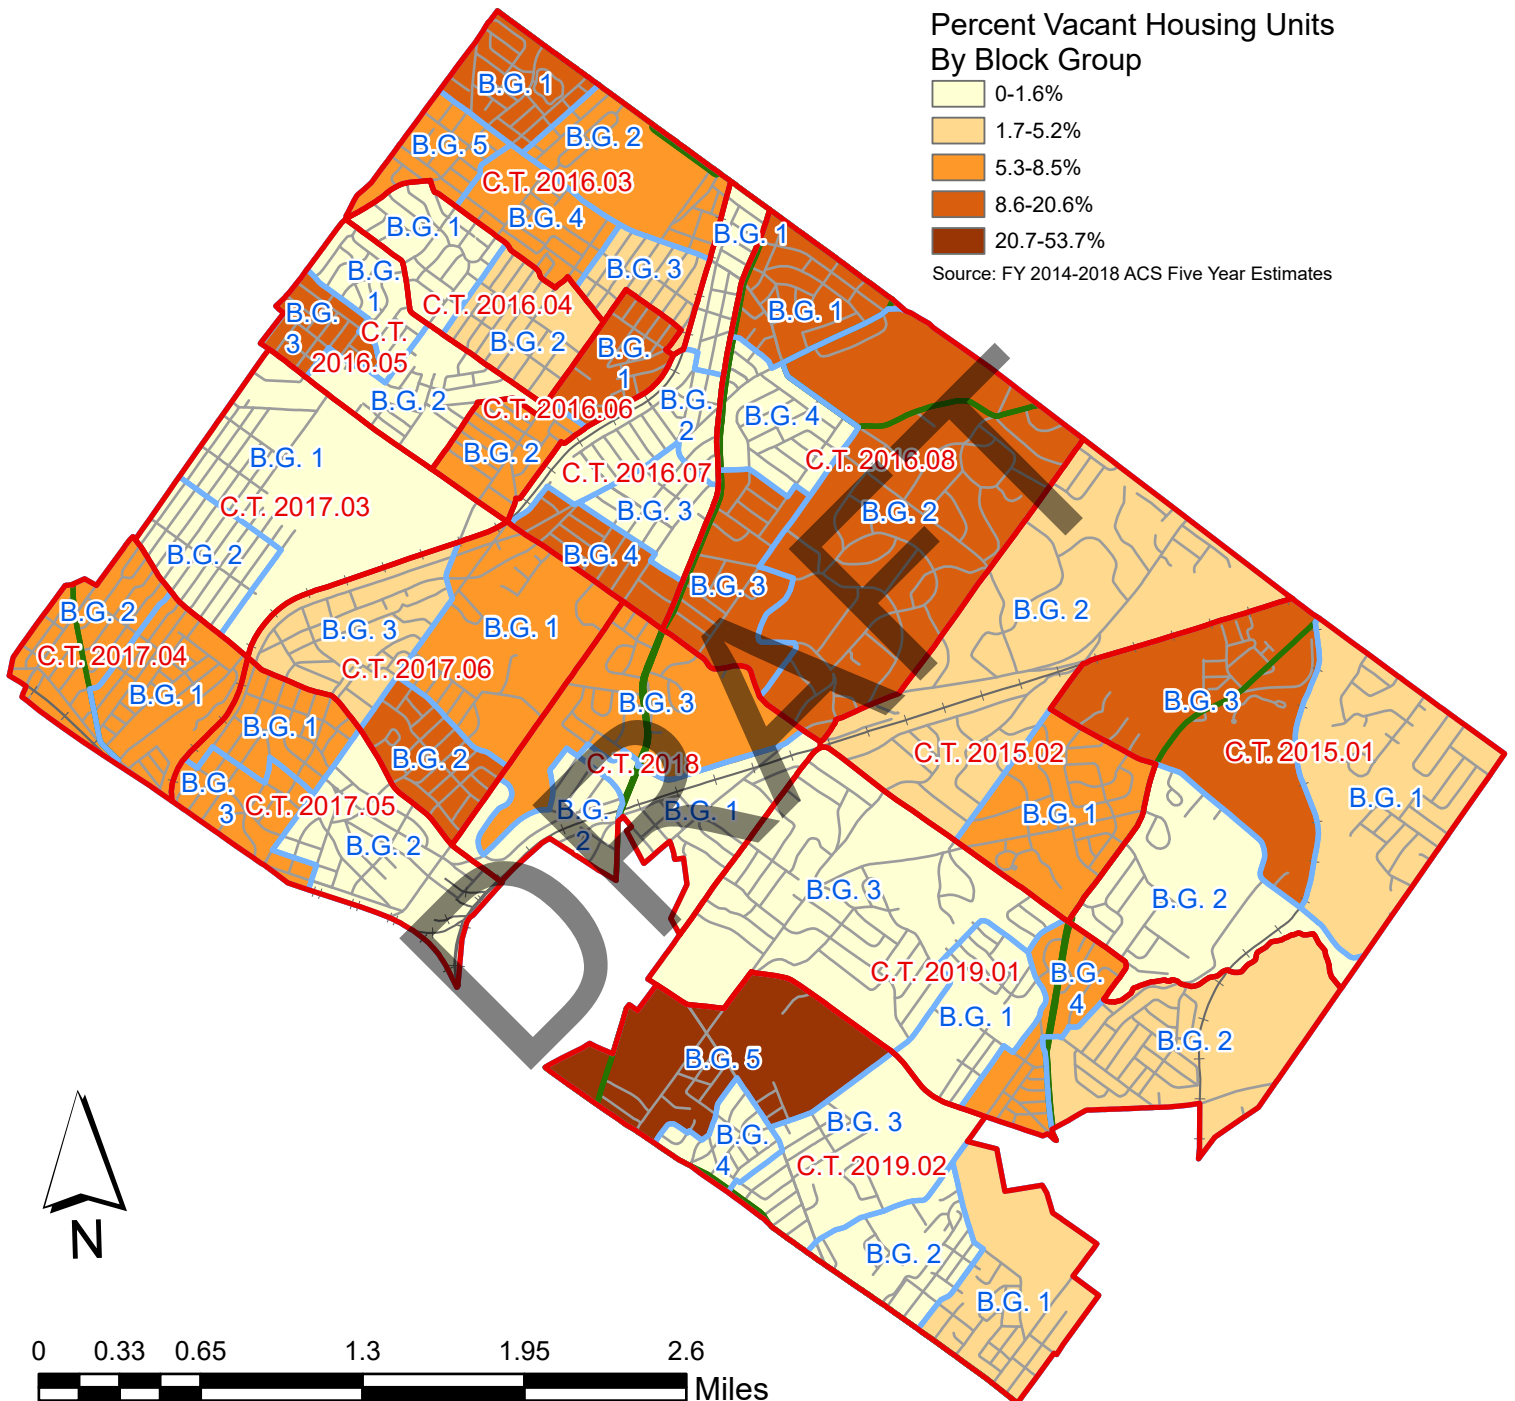 Percent Vacant Housing Units
By Block Group
0-1.6%
1.7-5.2%
5.3-8.5%
8.6-20.6%
20.7-53.7%
Source: FY 2014-2018 ACS Five Year Estimates
B.G. 1
B.G. 5
B.G. 2
C.T. 2016.03
B.G. 4
B.G. 1
B.G. 1
B.G. 3
B.G.
1
C.T. 2016.04
B.G. 1
B.G.
3
C.T.
2016.05
B.G. 2
B.G.
1
B.G. 2
C.T. 2016.06
B.G.
2
B.G. 4
B.G. 2
B.G. 1
C.T. 2016.07
C.T. 2016.08
C.T. 2017.03
B.G. 3
B.G. 2
B.G. 2
B.G. 4
B.G. 3
B.G. 2
B.G. 2
B.G. 3
B.G. 1
C.T. 2017.04
C.T. 2017.06
B.G. 1
B.G. 3
B.G. 3
B.G. 1
B.G. 2
C.T. 2018
C.T. 2015.02
C.T. 2015.01
B.G.
3
C.T. 2017.05
B.G.
2
B.G. 1
B.G. 1
B.G. 1
B.G. 2
B.G. 3
B.G. 2
C.T. 2019.01
B.G.
4
B.G. 1
B.G. 2
B.G. 5
B.G. 3
B.G.
4
C.T. 2019.02
B.G. 2
B.G. 1
DRAFT
N
0 0.33 0.65 1.3 1.95 2.6
Miles